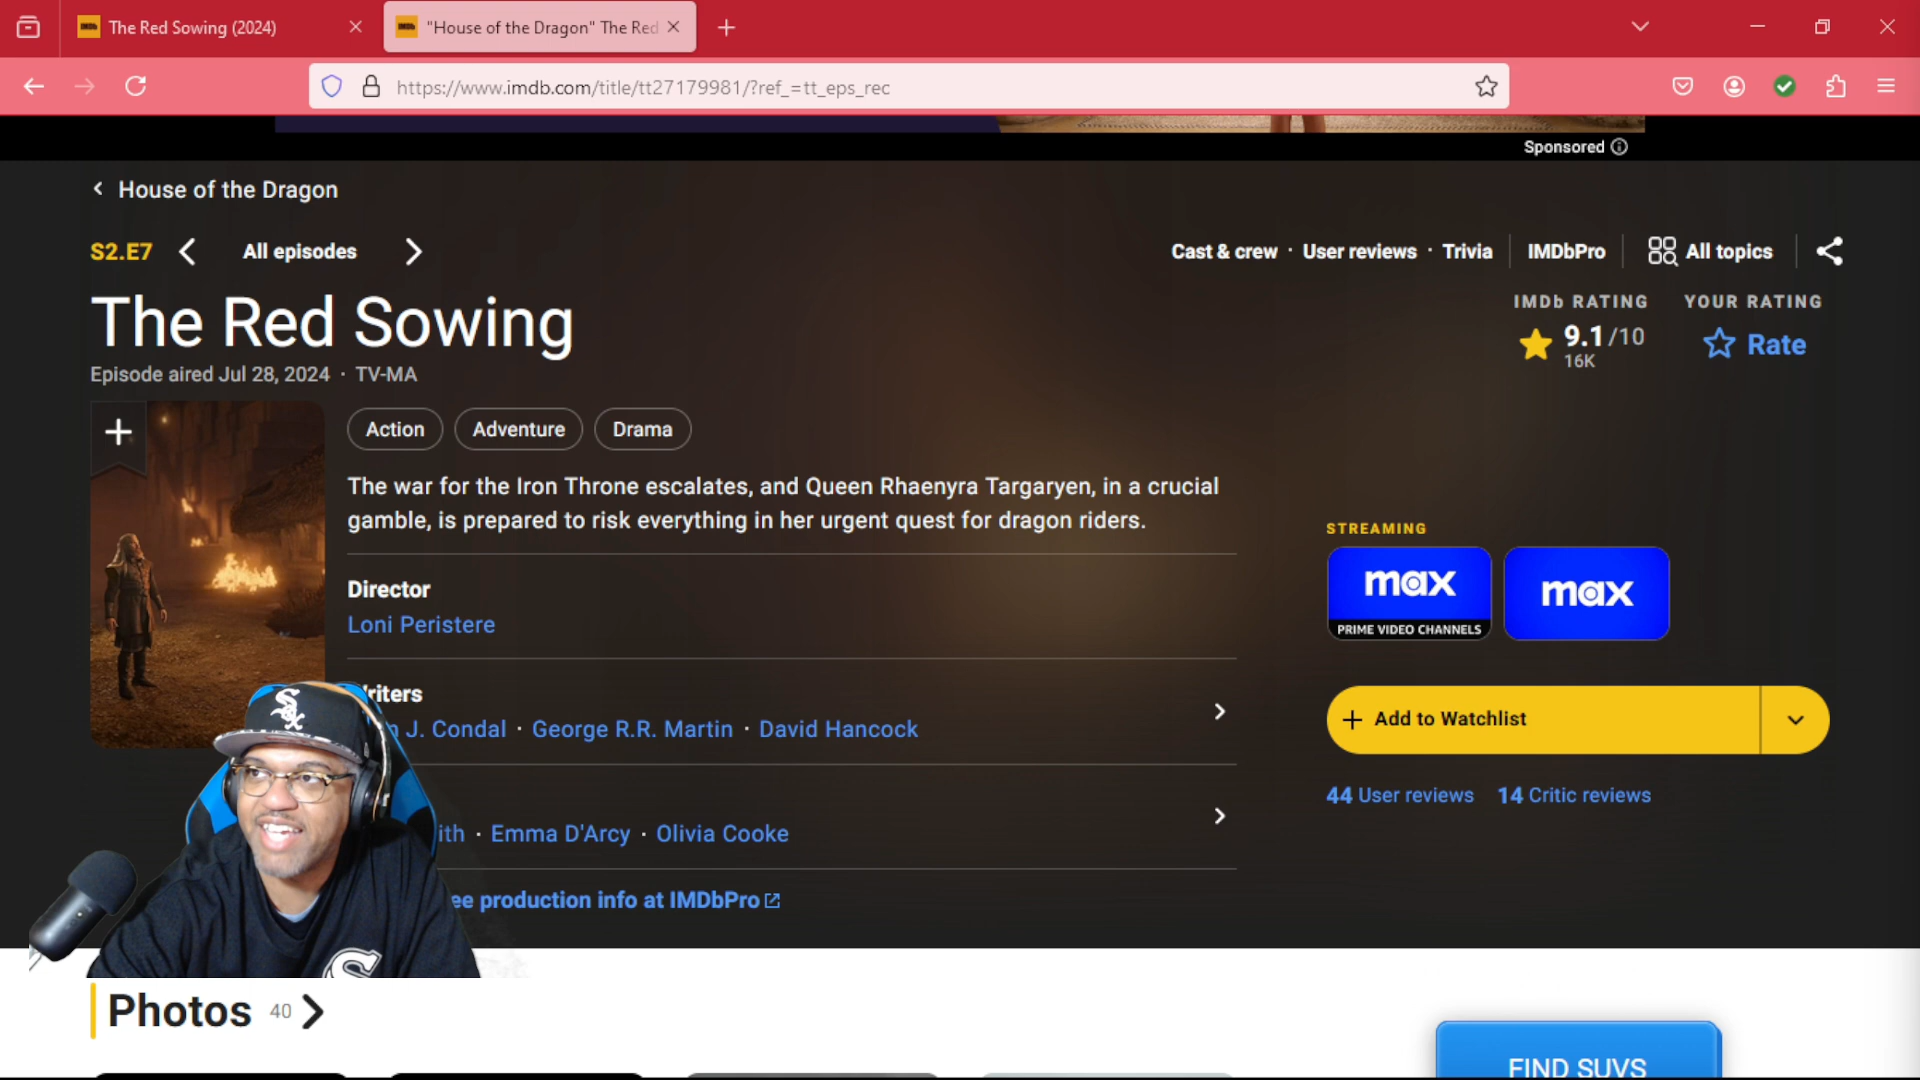 The Red Sowing (2024)
"House of the Dragon" The Red
https://www.imdb.com/title/tt27179981/?ref_=tt_eps_rec
Sponsored
House of the Dragon
S2.E7
All episodes
Cast & crew · User reviews · Trivia
IMDbPro
All topics
The Red Sowing
IMDb RATING
YOUR RATING
9.1/10
16K
Rate
Episode aired Jul 28, 2024 · TV-MA
Action
Adventure
Drama
The war for the Iron Throne escalates, and Queen Rhaenyra Targaryen, in a crucial
gamble, is prepared to risk everything in her urgent quest for dragon riders.
Director
Loni Peristere
STREAMING
max
PRIME VIDEO CHANNELS
max
riters
J. Condal · George R.R. Martin · David Hancock
+ Add to Watchlist
44 User reviews
14 Critic reviews
ith · Emma D'Arcy · Olivia Cooke
ee production info at IMDbPro
Photos 40
FIND SUVS